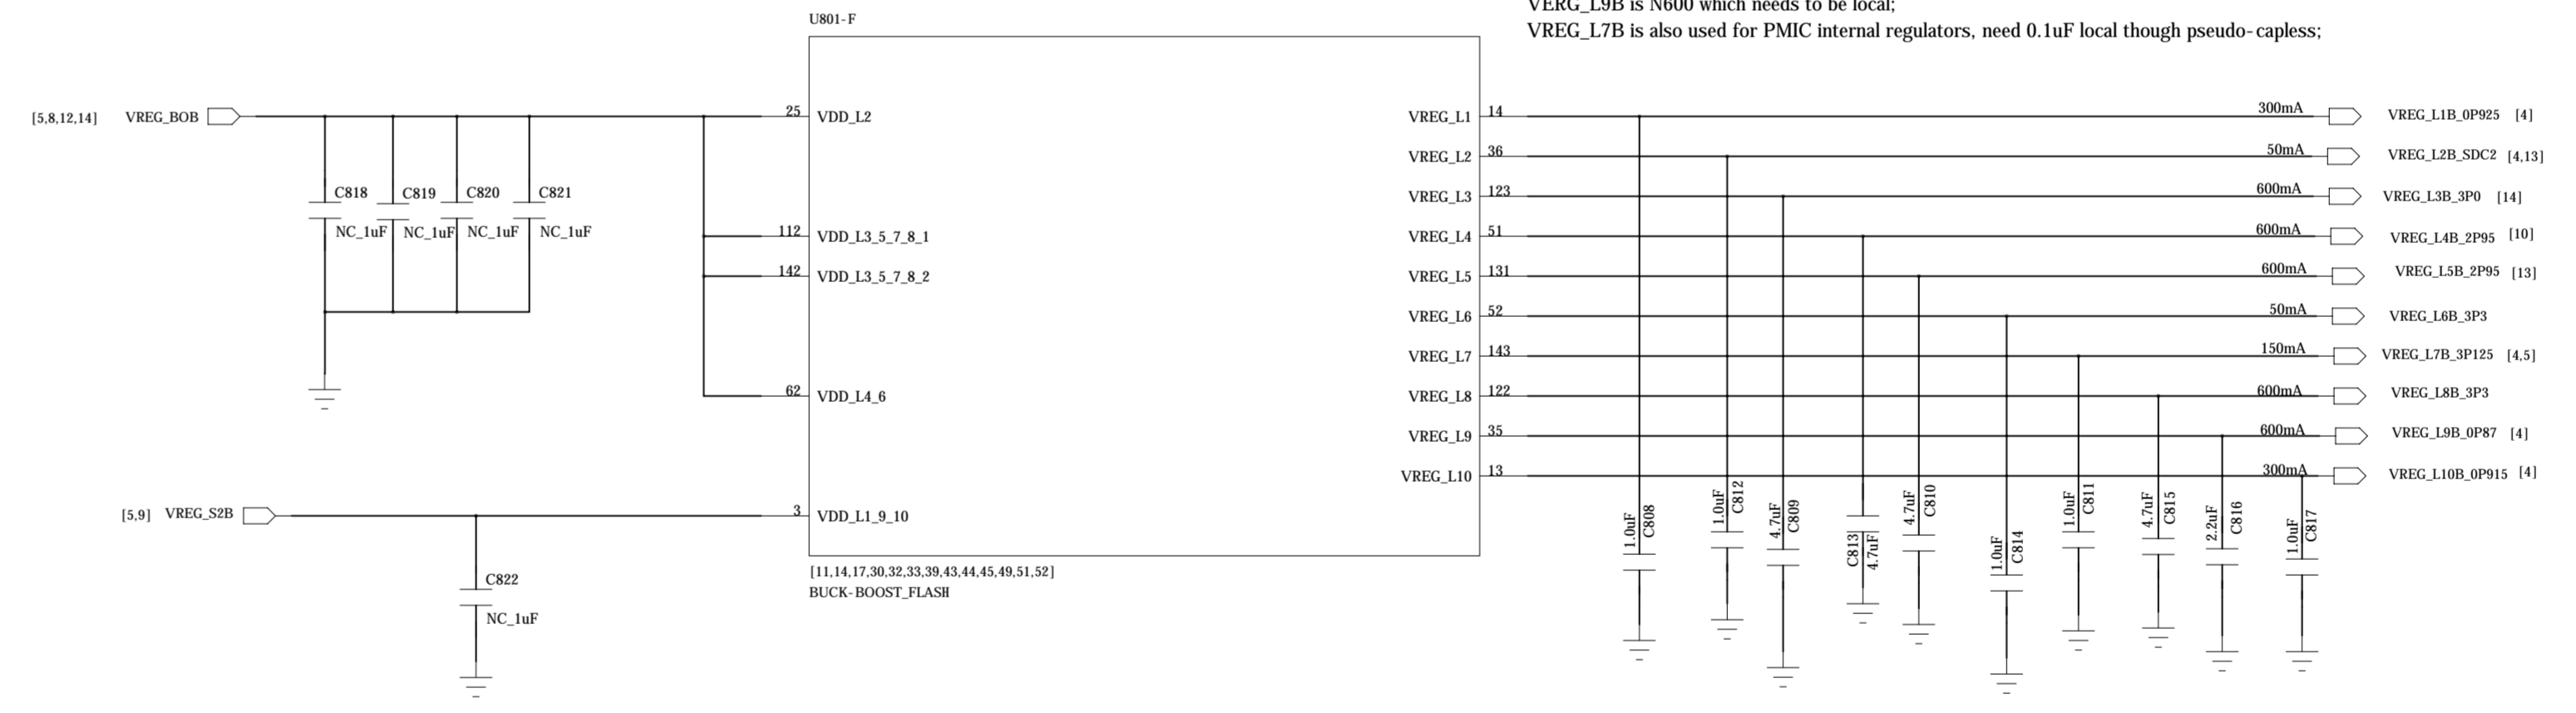 VERG_L9B is N600 which needs to be local;
U801-F
VREG_L7B is also used for PMIC internal regulators, need 0.1uF local though pseudo-capless;
[5,8,12,14] VREG_BOB 25 VDD_L2 VREG_L1 14 300mA VREG_L1B_0P925 [4]
VREG_L2 36 50mA VREG_L2B_SDC2 [4,13]
C818 C819 C820 C821 VREG_L3 123 600mA VREG_L3B_3P0 [14]
NC_1uF NC_1uF NC_1uF NC_1uF 112 VDD_L3_5_7_8_1 VREG_L4 51 600mA VREG_L4B_2P95 [10]
142 VDD_L3_5_7_8_2 VREG_L5 131 600mA VREG_L5B_2P95 [13]
VREG_L6 52 50mA VREG_L6B_3P3
VREG_L7 143 150mA VREG_L7B_3P125 [4,5]
62 VDD_L4_6 VREG_L8 122 600mA VREG_L8B_3P3
VREG_L9 35 600mA VREG_L9B_0P87 [4]
VREG_L10 13 300mA VREG_L10B_0P915 [4]
[5,9] VREG_S2B 3 VDD_L1_9_10
1.0uF C808
1.0uF C812
4.7uF C809
C813 4.7uF
4.7uF C810
1.0uF C814
1.0uF C811
4.7uF C815
2.2uF C816
1.0uF C817
C822
NC_1uF
[11,14,17,30,32,33,39,43,44,45,49,51,52]
BUCK-BOOST_FLASH